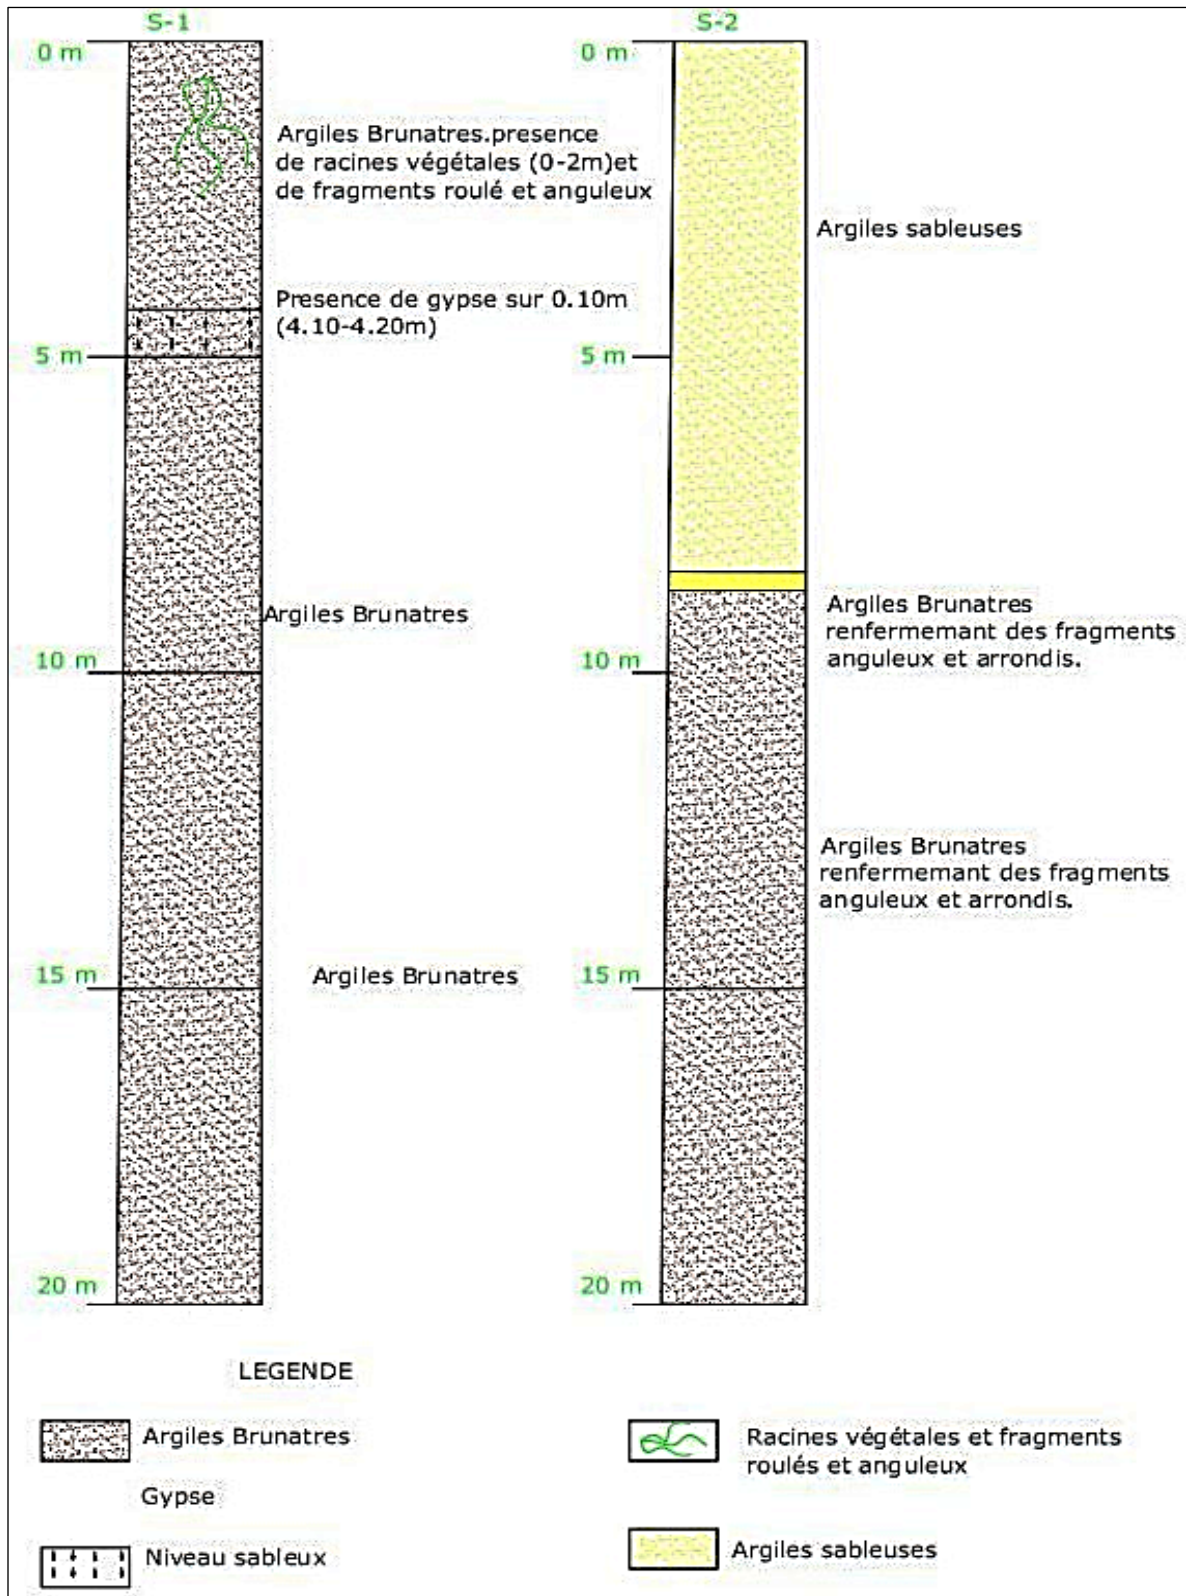 S-1
S-2
0 m
0 m
Argiles Brunatres.presence
de racines végétales (0-2m)et
de fragments roulé et anguleux
Argiles sableuses
Presence de gypse sur 0.10m
(4.10-4.20m)
5 m
5 m
Argiles Brunatres
Argiles Brunatres
renfermemant des fragments
anguleux et arrondis.
10 m
10 m
Argiles Brunatres
renfermemant des fragments
anguleux et arrondis.
15 m
Argiles Brunatres
15 m
20 m
20 m
LEGENDE
Argiles Brunatres
Racines végétales et fragments
roulés et anguleux
Gypse
Niveau sableux
Argiles sableuses